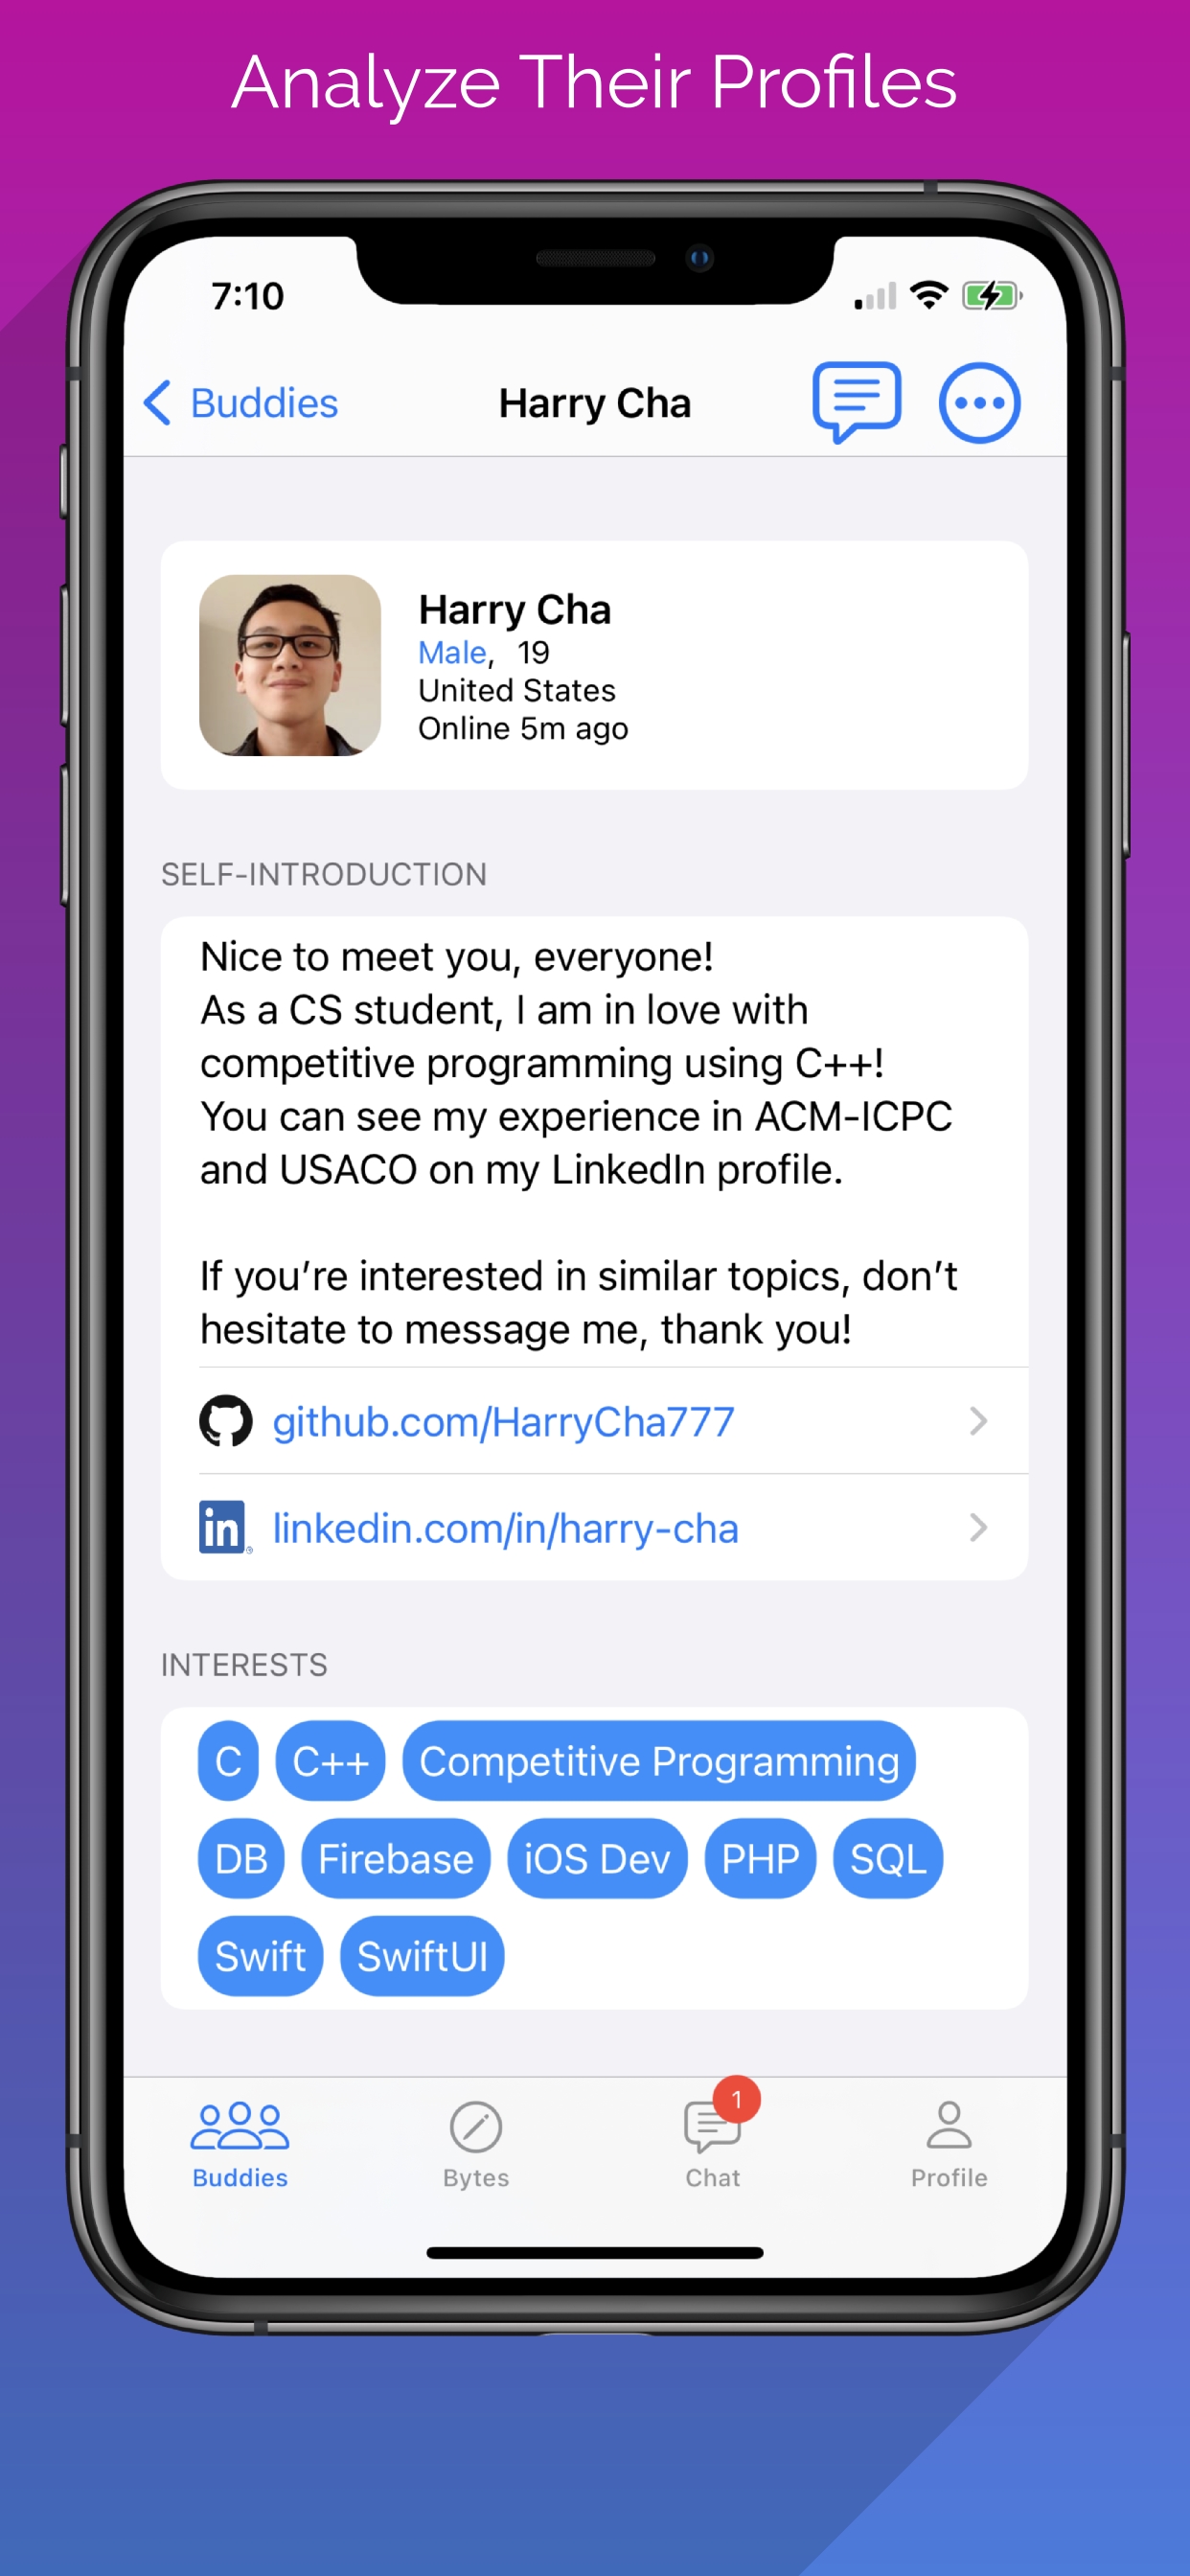 Analyze Their Profiles
7:10
Buddies
Harry Cha
Harry Cha
Male, 19
United States
Online 5m ago
SELF-INTRODUCTION
Nice to meet you, everyone!
As a CS student, I am in love with
competitive programming using C++!
You can see my experience in ACM-ICPC
and USACO on my LinkedIn profile.
If you’re interested in similar topics, don’t
hesitate to message me, thank you!
github.com/HarryCha777
in linkedin.com/in/harry-cha
INTERESTS
C C++ Competitive Programming
DB Firebase iOS Dev PHP SQL
Swift SwiftUI
1
Buddies Bytes Chat Profile